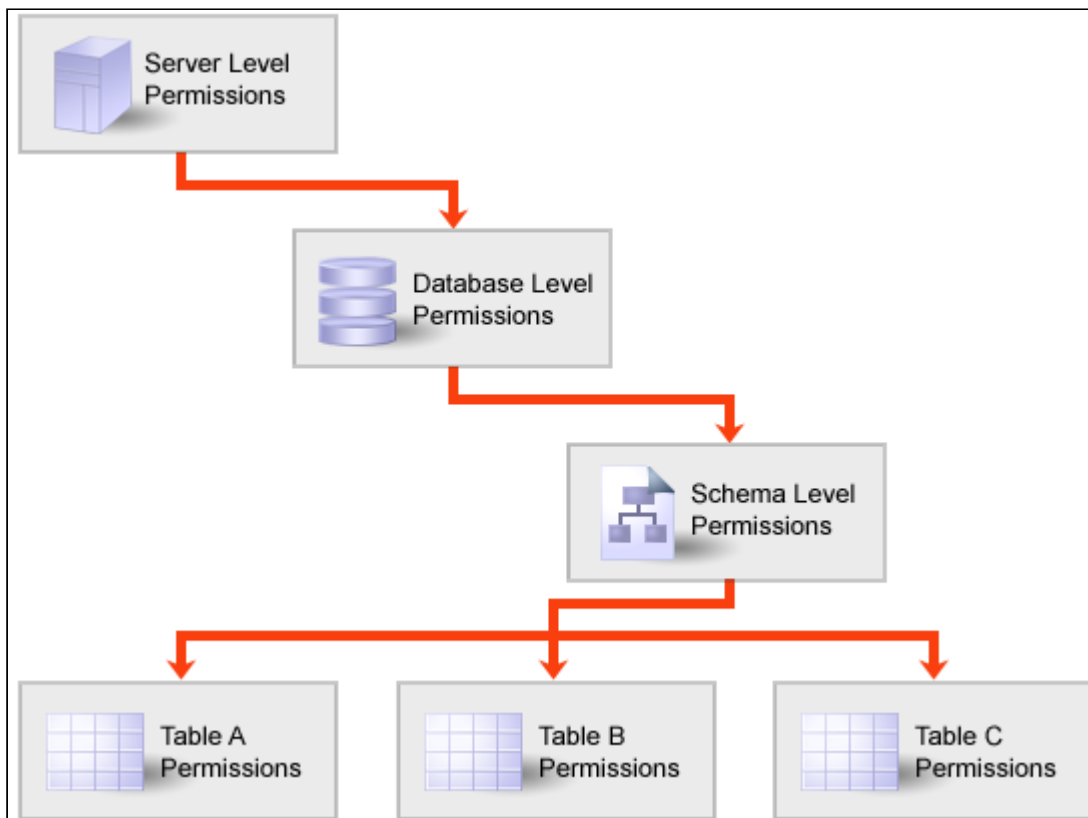 Server Level
Permissions
Database Level
Permissions
Schema Level
Permissions
Table A
Permissions
Table B
Permissions
Table C
Permissions